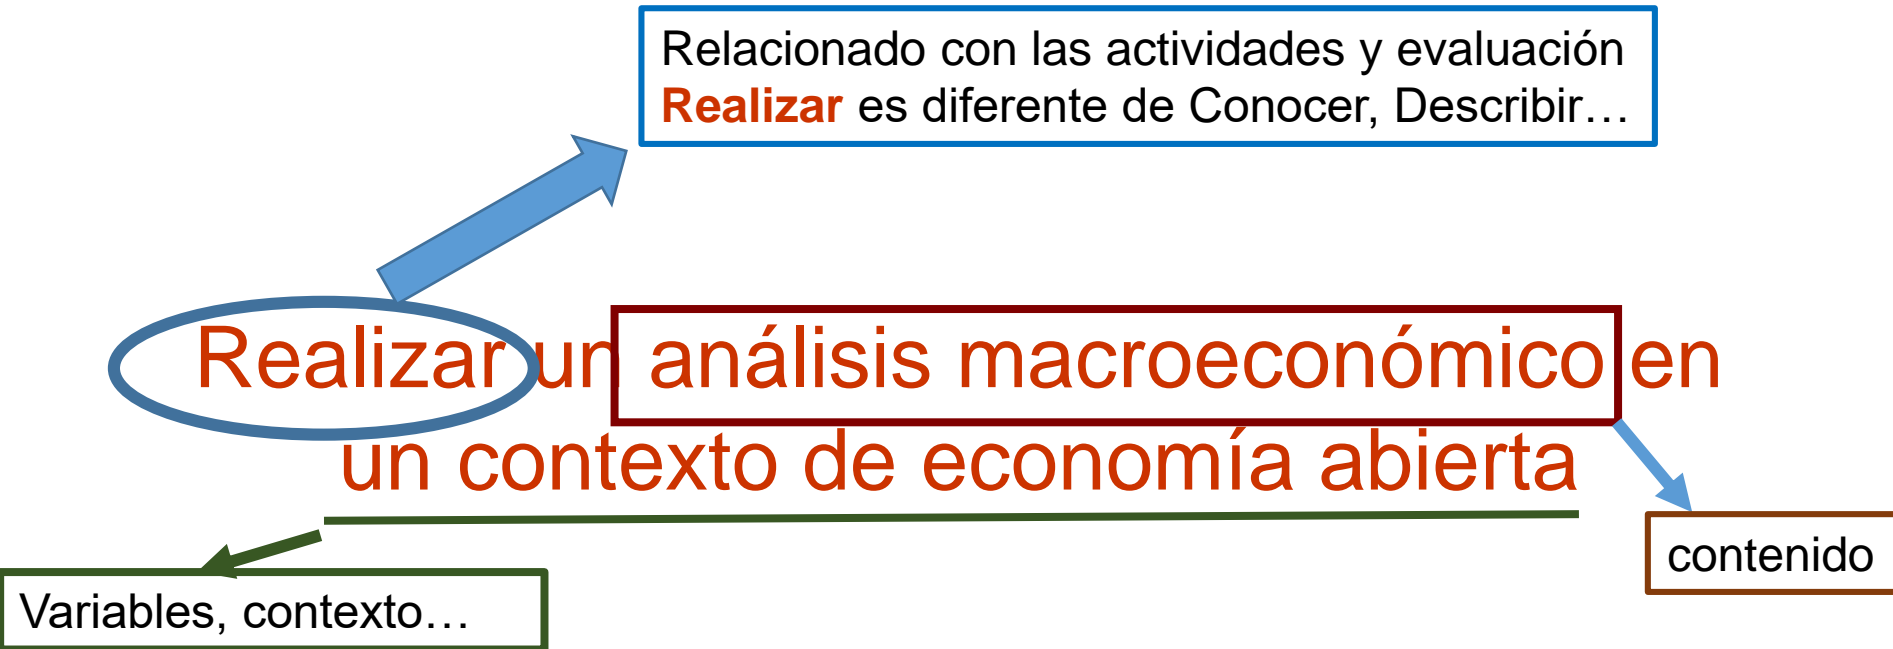 Relacionado con las actividades y evaluación
Realizar es diferente de Conocer, Describir…
Realizar un análisis macroeconómico en
un contexto de economía abierta
contenido
Variables, contexto…